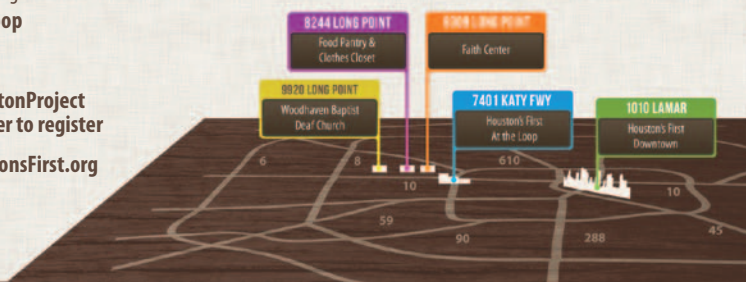 op
tonProject
er to register
onsFirst.org
8244 LONG POINT
Food Pantry &
Clothes Closet
LONG POINT
Faith Center
9920 LONG POINT
Woodhaven Baptist
Deaf Church
7401 KATY FWY
Houston's First
At the Loop
1010 LAMAR
Houston's First
Downtown
6
8
610
10
10
59
90
288
45